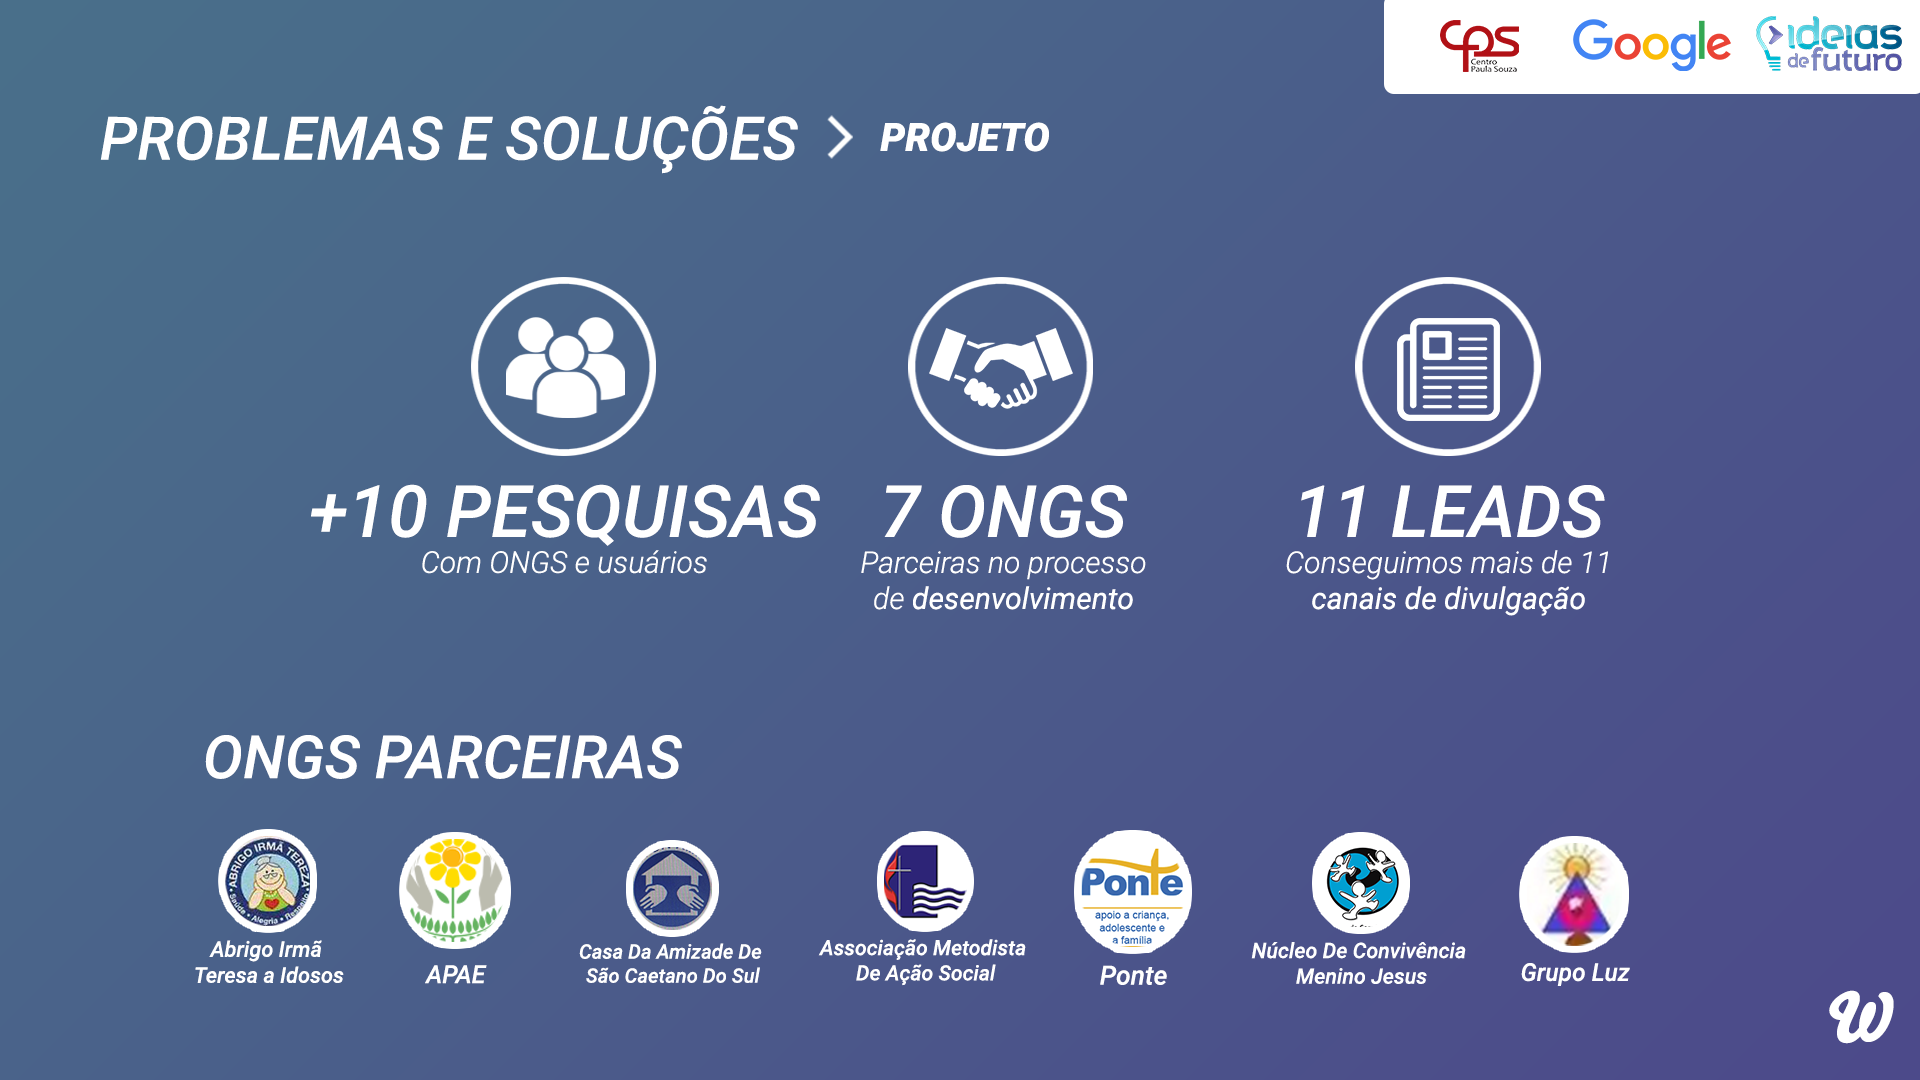 CPS
Centro
Paula Souza
Google
ideias
de futuro
PROBLEMAS E SOLUÇÕES
PROJETO
+10 PESQUISAS
Com ONGS e usuários
7 ONGS
Parceiras no processo
de desenvolvimento
11 LEADS
Conseguimos mais de 11
canais de divulgação
ONGS PARCEIRAS
ABRIGO IRMÃ TEREZA
Saúde • Alegria • Respeito
Abrigo Irmã
Teresa a Idosos
APAE
Casa Da Amizade De
São Caetano Do Sul
Associação Metodista
De Ação Social
Ponte
apoio a criança,
adolescente e
a família
Ponte
Núcleo De Convivência
Menino Jesus
Grupo Luz
W